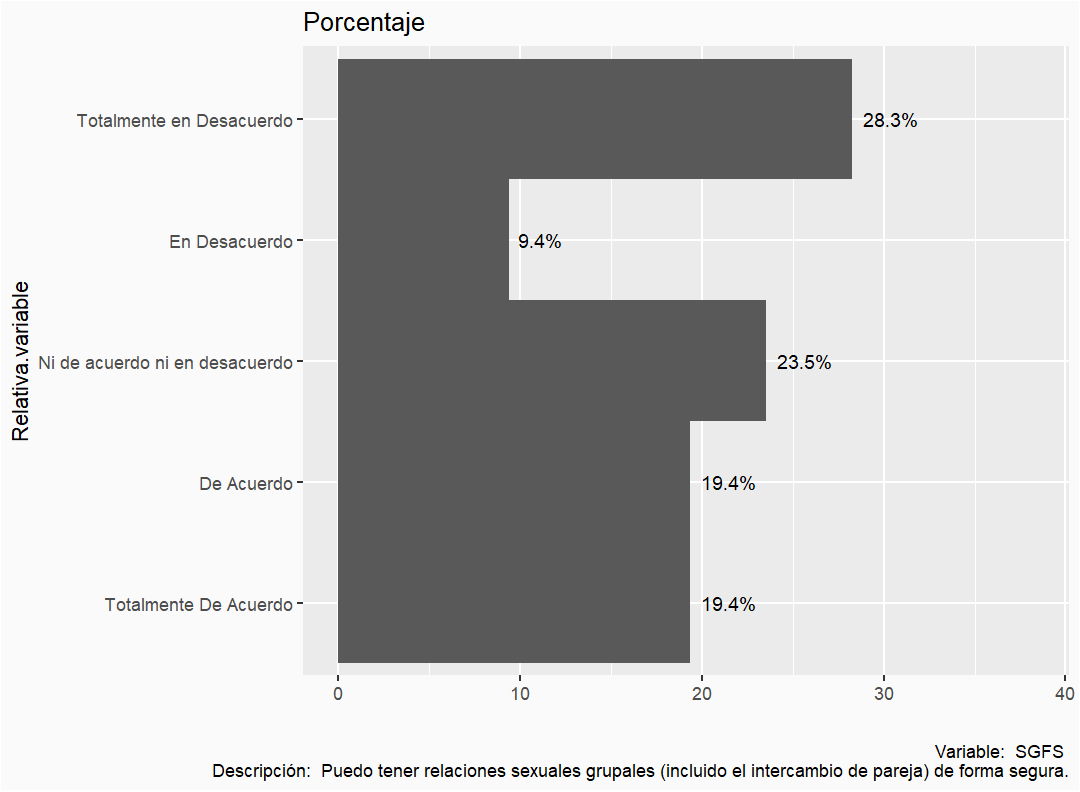 Porcentaje
Totalmente en Desacuerdo
28.3%
En Desacuerdo
9.4%
Relativa.variable
Ni de acuerdo ni en desacuerdo
23.5%
De Acuerdo
19.4%
Totalmente De Acuerdo
19.4%
0 10 20 30 40
Variable: SGFS
Descripción: Puedo tener relaciones sexuales grupales (incluido el intercambio de pareja) de forma segura.